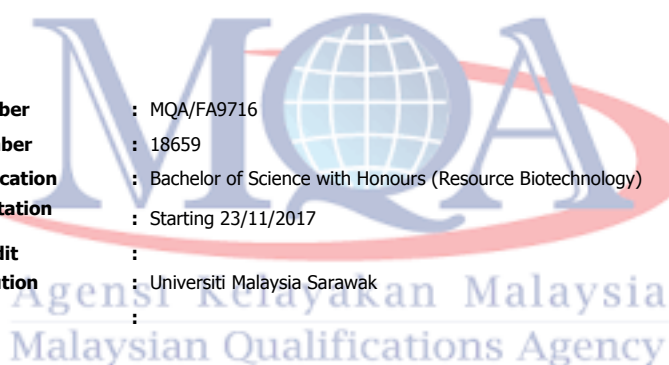 MQA
ber : MQA/FA9716
ber : 18659
cation : Bachelor of Science with Honours (Resource Biotechnology)
tation : Starting 23/11/2017
dit :
tion : Universiti Malaysia Sarawak
Agensi Kelayakan Malaysia
:
Malaysian Qualifications Agency